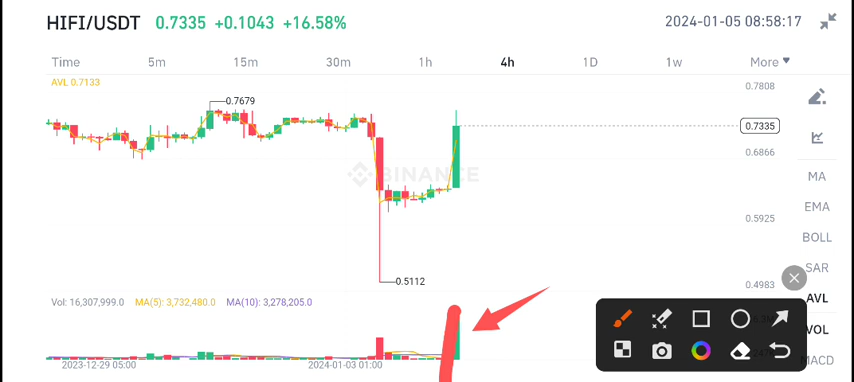 HIFI/USDT 0.7335 +0.1043 +16.58% 2024-01-05 08:58:17
Time 5m 15m 30m 1h 4h 1D 1w More
AVL 0.7133
0.7808
0.7679
0.7335
0.6866
BINANCE
MA
EMA
0.5925
BOLL
SAR
0.5112
0.4983
AVL
Vol: 16,307,999.0 MA(5): 3,732,480.0 MA(10): 3,278,205.0
VOL
MACD
2023-12-29 05:00 2024-01-03 01:00